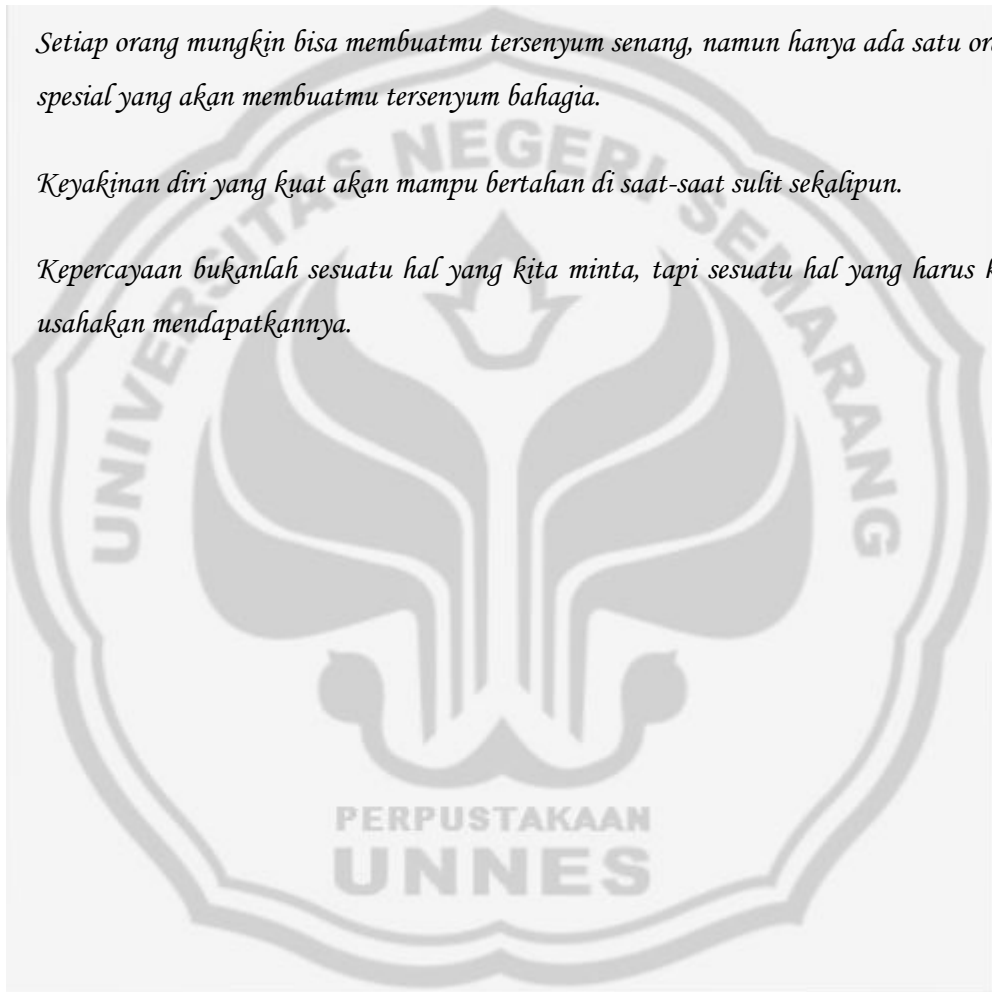 Setiap orang mungkin bisa membuatmu tersenyum senang, namun hanya ada satu
spesial yang akan membuatmu tersenyum bahagia.
Keyakinan diri yang kuat akan mampu bertahan di saat-saat sulit sekalipun.
Kepercayaan bukanlah sesuatu hal yang kita minta, tapi sesuatu hal yang harus
usahakan mendapatkannya.
UNIVERSITAS NEGERI SEMARANG
PERPUSTAKAAN
UNNES